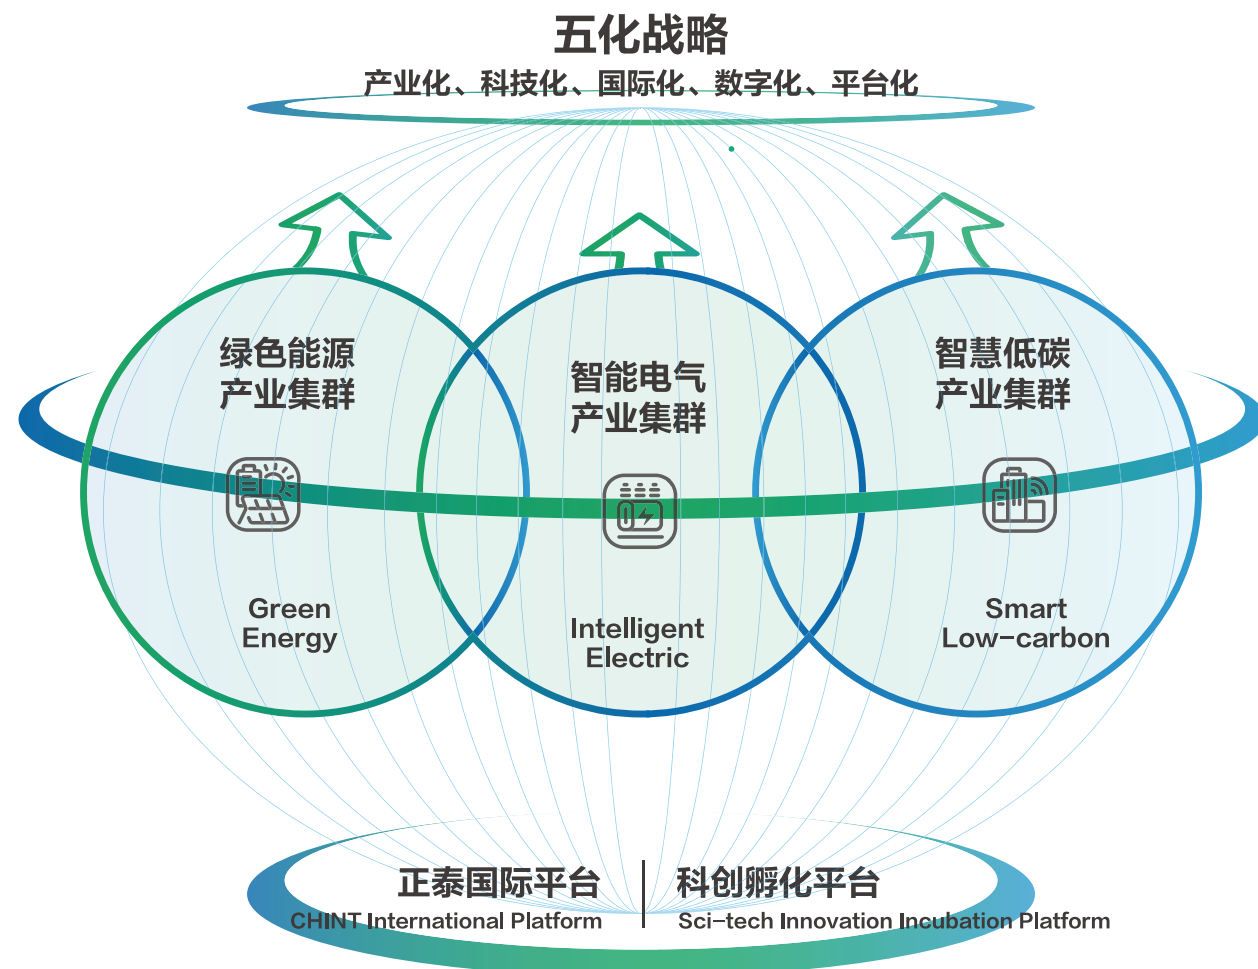 五化战略
产业化、科技化、国际化、数字化、平台化
绿色能源
产业集群
智能电气
产业集群
智慧低碳
产业集群
Green
Energy
Intelligent
Electric
Smart
Low-carbon
正泰国际平台
CHINT International Platform
科创孵化平台
Sci-tech Innovation Incubation Platform